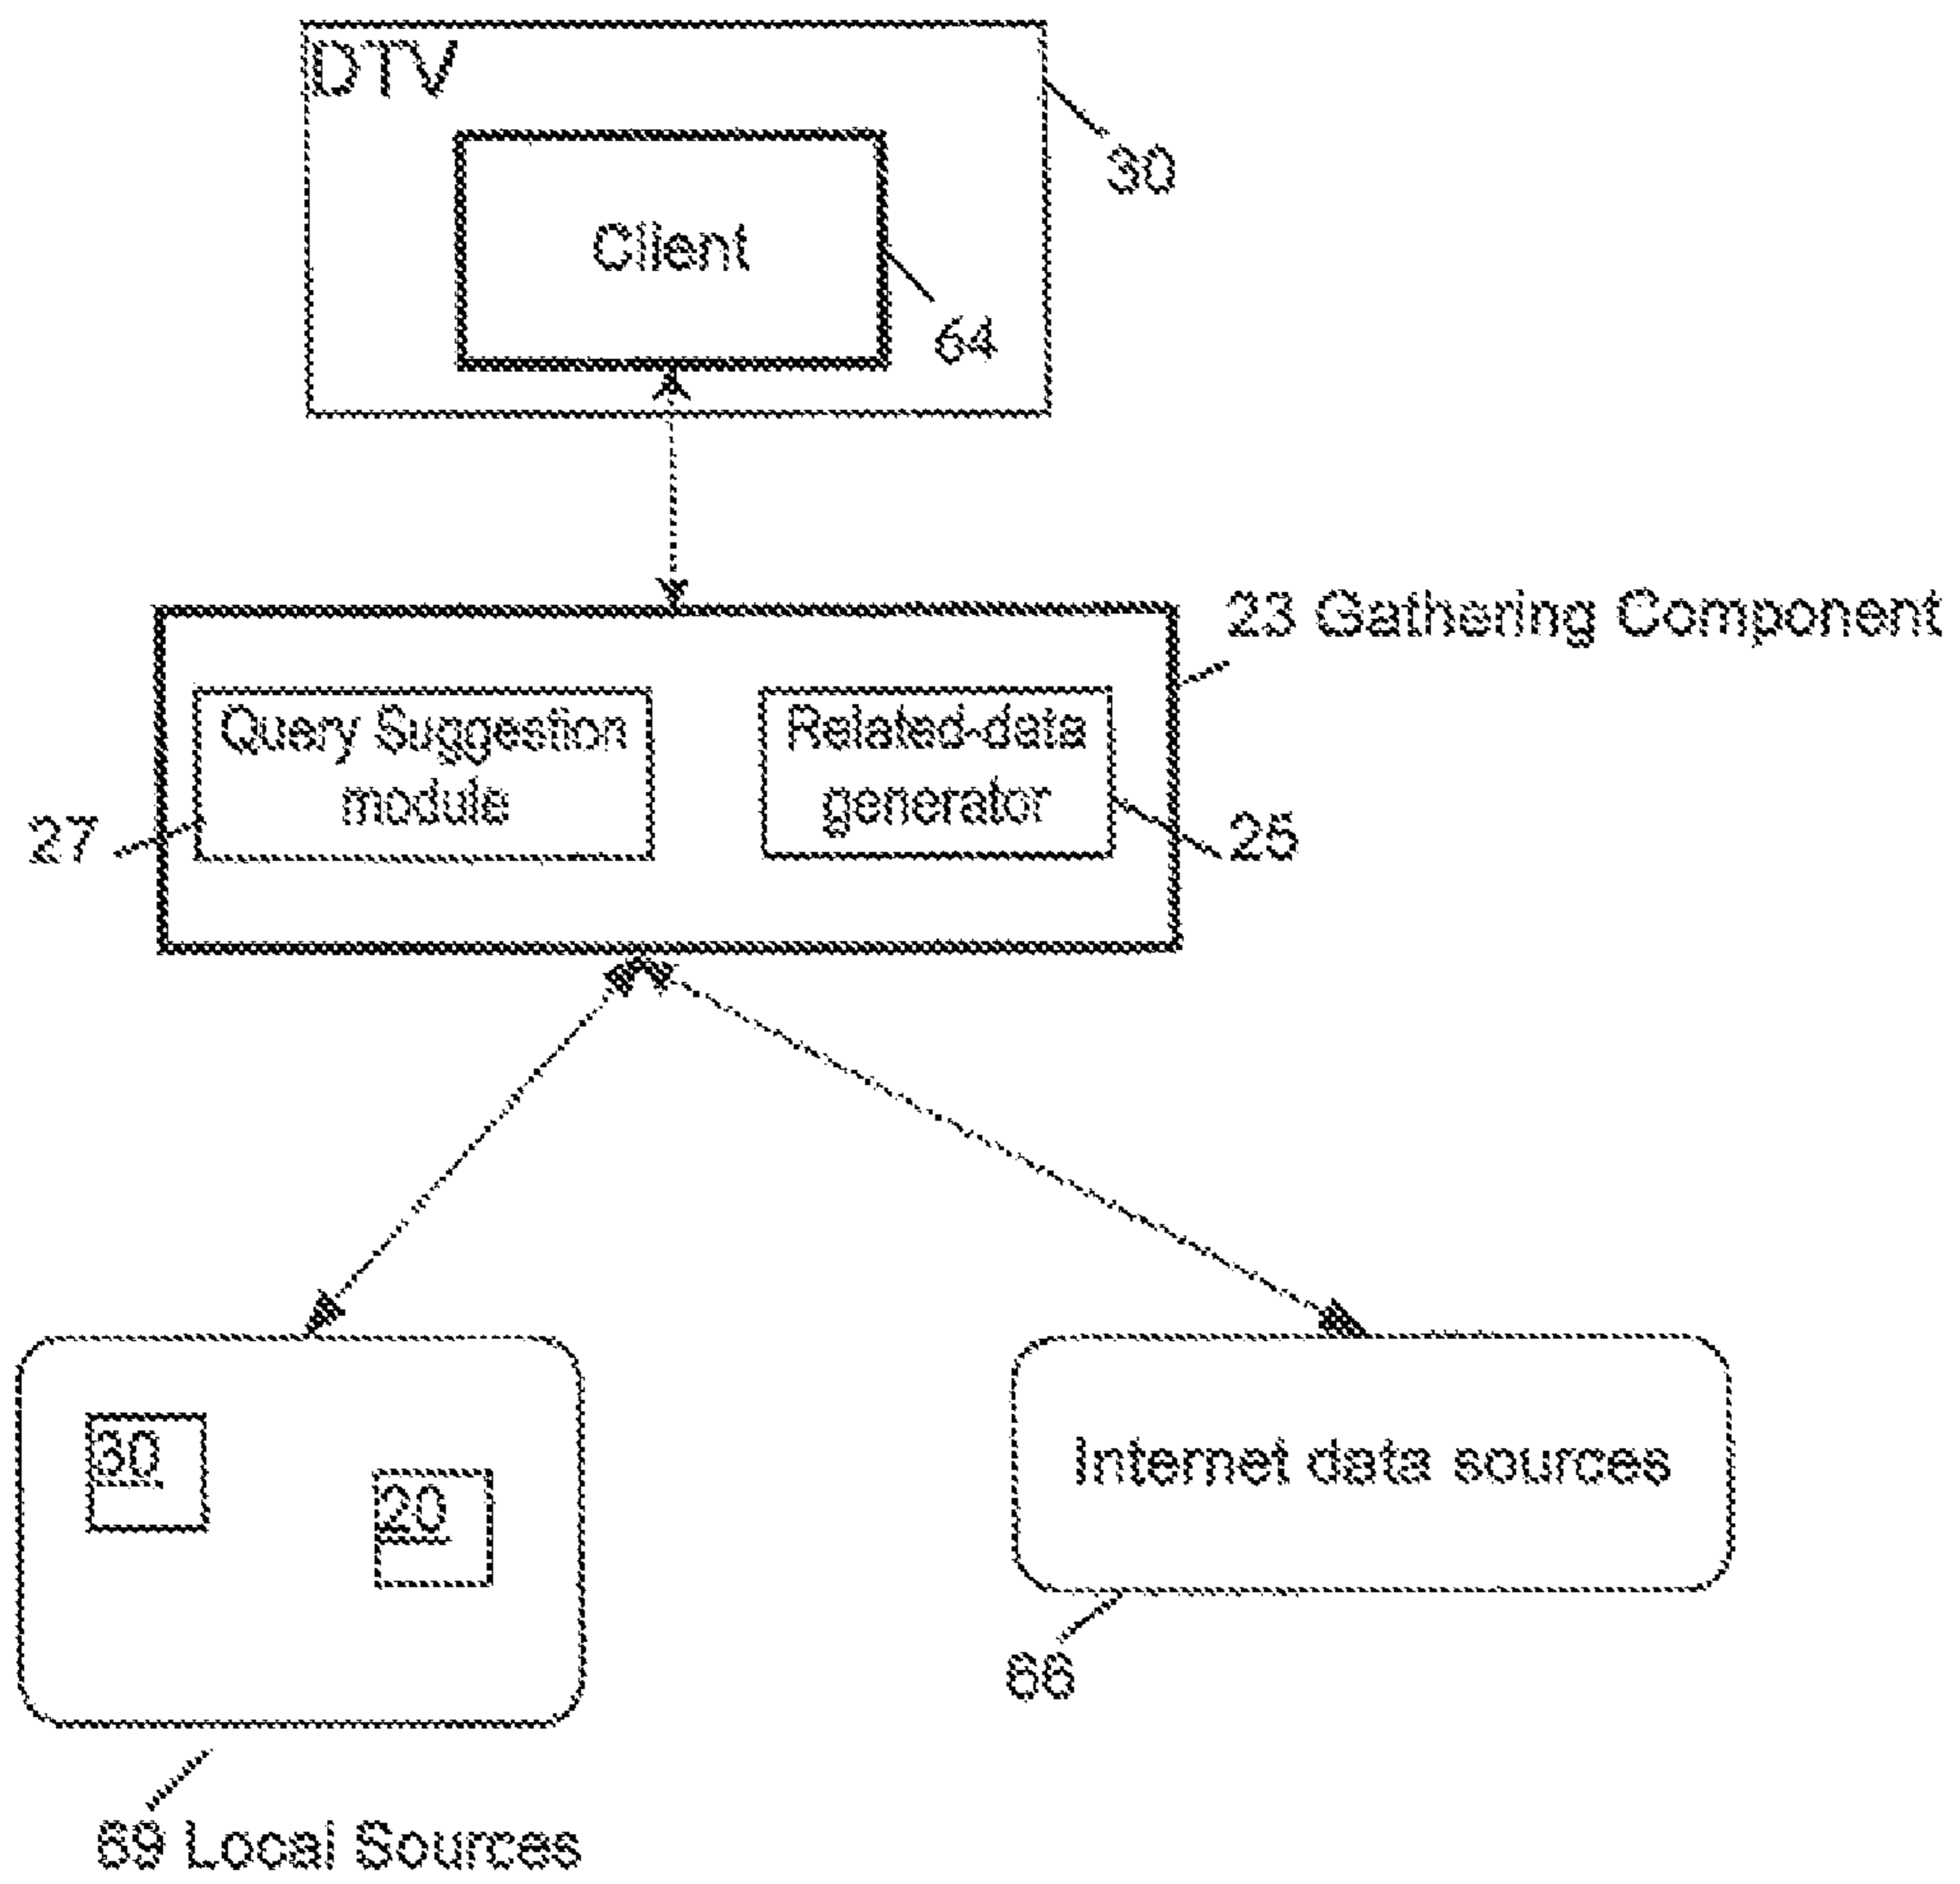 DTV
30
Client
64
23 Gathering Component
Query Suggestion
module
Related-data
generator
27
25
30
20
Internet data sources
66
69 Local Sources